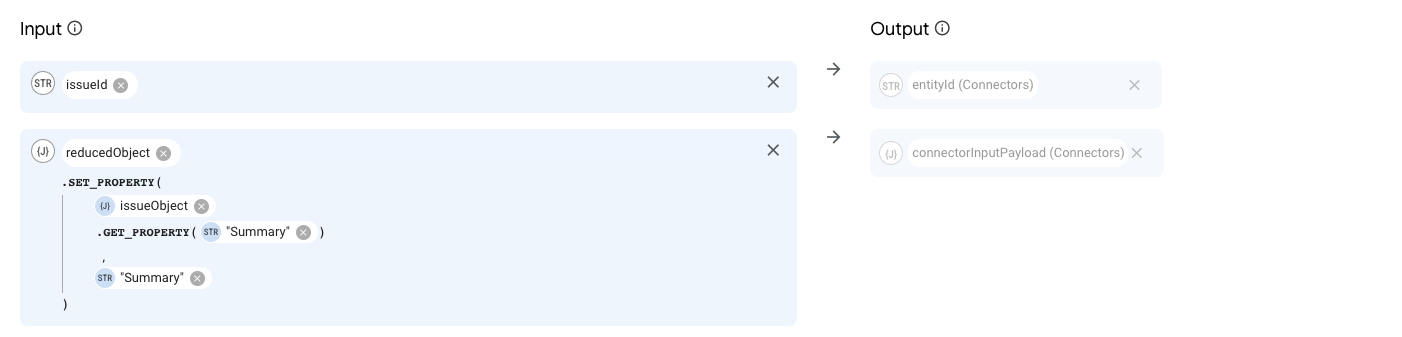 Input
Output
STR issueId
STR entityId (Connectors)
{J} reducedObject
{J} connectorInputPayload (Connectors)
.SET_PROPERTY(
{J} issueObject
.GET_PROPERTY( STR "Summary" )
,
STR "Summary"
)